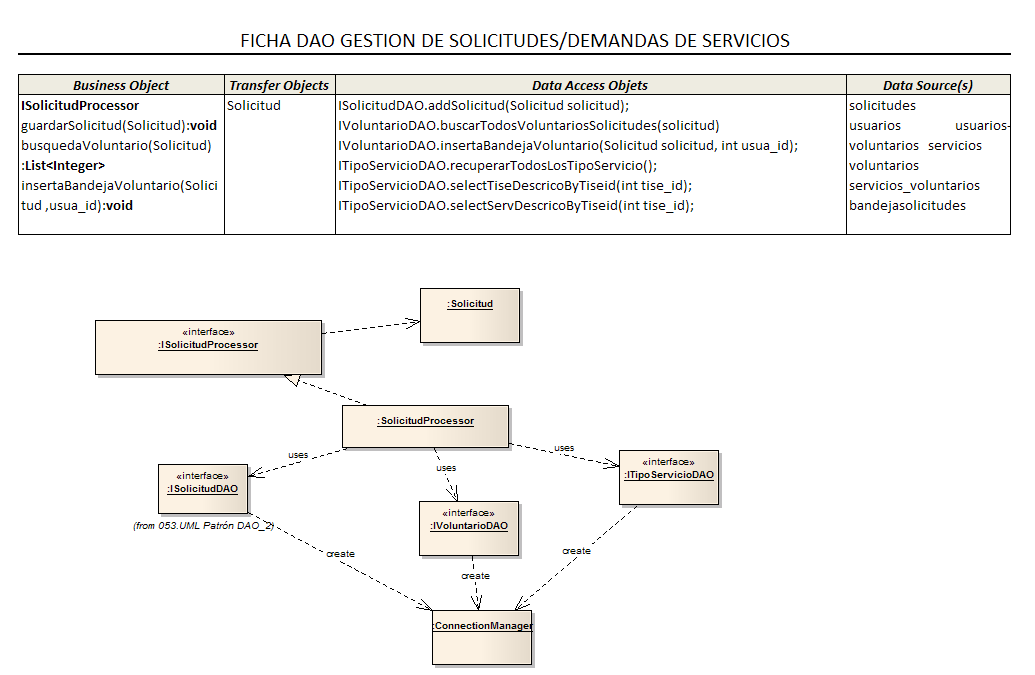 FICHA DAO GESTION DE SOLICITUDES/DEMANDAS DE SERVICIOS
Business Object
Transfer Objects
Data Access Objets
Data Source(s)
ISolicitudProcessor
guardarSolicitud(Solicitud):void
busquedaVoluntario(Solicitud)
:List<Integer>
insertaBandejaVoluntario(Solici
tud ,usua_id):void
Solicitud
ISolicitudDAO.addSolicitud(Solicitud solicitud);
IVoluntarioDAO.buscarTodosVoluntariosSolicitudes(solicitud)
IVoluntarioDAO.insertaBandejaVoluntario(Solicitud solicitud, int usua_id);
ITipoServicioDAO.recuperarTodosLosTipoServicio();
ITipoServicioDAO.selectTiseDescricoByTiseid(int tise_id);
ITipoServicioDAO.selectServDescricoByTiseid(int tise_id);
solicitudes
usuarios usuarios-
voluntarios servicios
voluntarios
servicios_voluntarios
bandejasolicitudes
:Solicitud
«interface»
:ISolicitudProcessor
:SolicitudProcessor
uses
uses
uses
«interface»
:ISolicitudDAO
(from 053.UML Patrón DAO_2)
«interface»
:IVoluntarioDAO
«interface»
:ITipoServicioDAO
create
create
create
:ConnectionManager